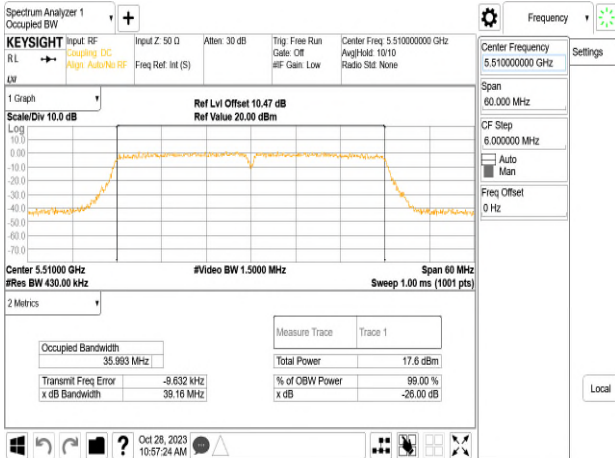 Spectrum Analyzer 1
Occupied BW
+
Frequency
KEYSIGHT
RL
Input: RF
Coupling: DC
Align: Auto/No RF
Input Z: 50 Ω
Freq Ref: Int (S)
Atten: 30 dB
Trig: Free Run
Gate: Off
#IF Gain: Low
Center Freq: 5.510000000 GHz
Avg|Hold: 10/10
Radio Std: None
Center Frequency
5.510000000 GHz
Settings
Span
60.000 MHz
CF Step
6.000000 MHz
Auto
Man
Freq Offset
0 Hz
Local
1 Graph
Scale/Div 10.0 dB
Ref Lvl Offset 10.47 dB
Ref Value 20.00 dBm
Log
10.0
0.00
-10.0
-20.0
-30.0
-40.0
-50.0
-60.0
-70.0
Center 5.51000 GHz
#Video BW 1.5000 MHz
Span 60 MHz
#Res BW 430.00 kHz
Sweep 1.00 ms (1001 pts)
2 Metrics
Measure Trace
Trace 1
Occupied Bandwidth
35.993 MHz
Total Power
17.6 dBm
Transmit Freq Error
-9.632 kHz
% of OBW Power
99.00 %
x dB Bandwidth
39.16 MHz
x dB
-26.00 dB
?
Oct 28, 2023
10:57:24 AM